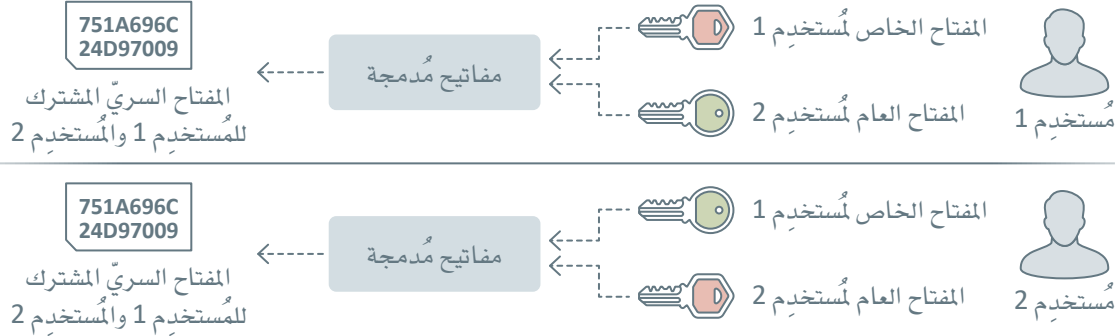 مُستخدِم 1
المفتاح الخاص لمُستخدِم 1
المفتاح العام لمُستخدِم 2
مفاتيح مُدمجة
751A696C
24D97009
المفتاح السريّ المشترك
للمُستخدِم 1 والمُستخدِم 2
مُستخدِم 2
المفتاح الخاص لمُستخدِم 1
المفتاح العام لمُستخدِم 2
مفاتيح مُدمجة
751A696C
24D97009
المفتاح السريّ المشترك
للمُستخدِم 1 والمُستخدِم 2